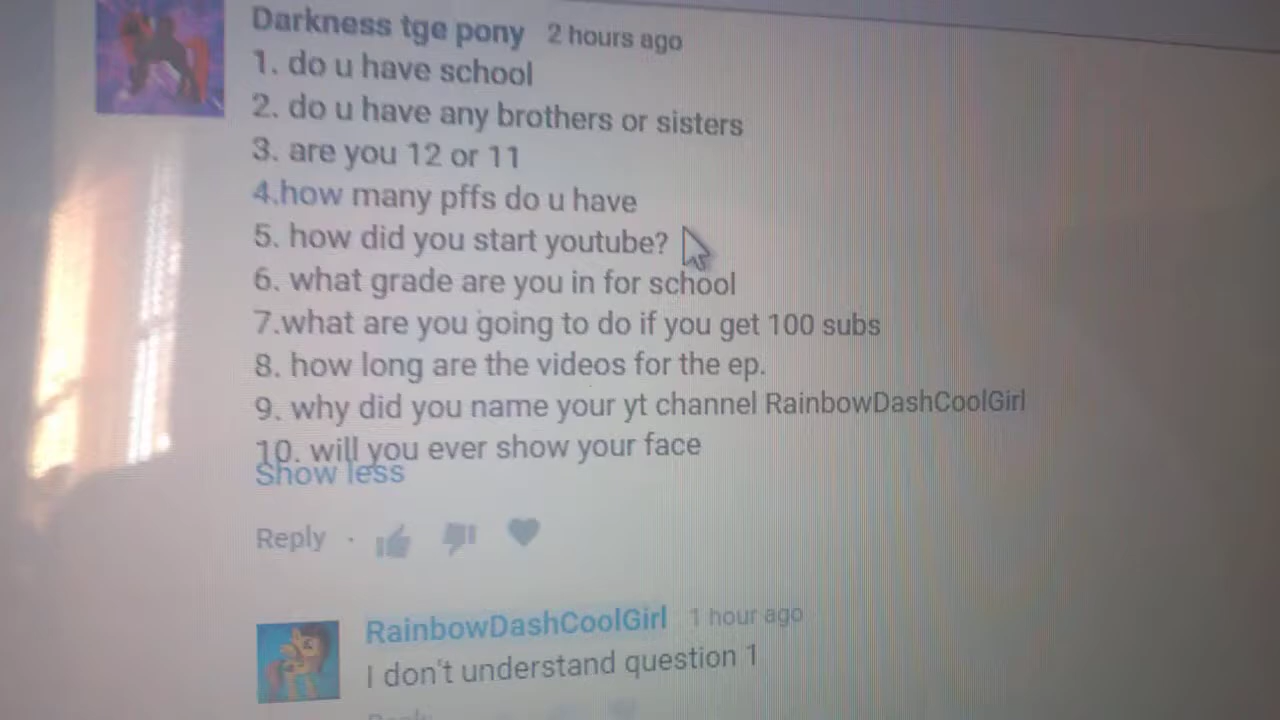 Darkness tge pony 2 hours ago
1. do u have school
2. do u have any brothers or sisters
3. are you 12 or 11
4.how many pffs do u have
5. how did you start youtube?
6. what grade are you in for school
7.what are you going to do if you get 100 subs
8. how long are the videos for the ep.
9. why did you name your yt channel RainbowDashCoolGirl
10. will you ever show your face
Show less
Reply ·
RainbowDashCoolGirl 1 hour ago
I don't understand question 1
Reply